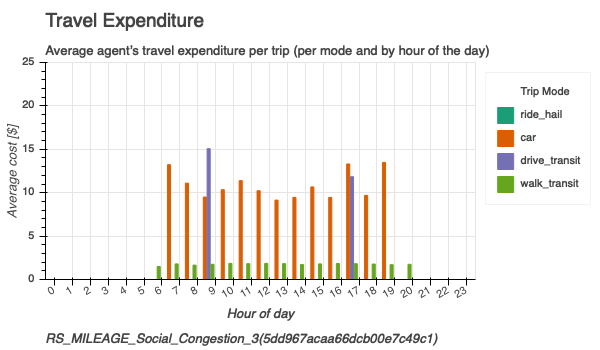 Travel Expenditure
Average agent's travel expenditure per trip (per mode and by hour of the day)
Average cost [$]
25
20
15
10
5
0
0 1 2 3 4 5 6 7 8 9 10 11 12 13 14 15 16 17 18 19 20 21 22 23
Hour of day
Trip Mode
ride_hail
car
drive_transit
walk_transit
RS_MILEAGE_Social_Congestion_3(5dd967acaa66dcb00e7c49c1)